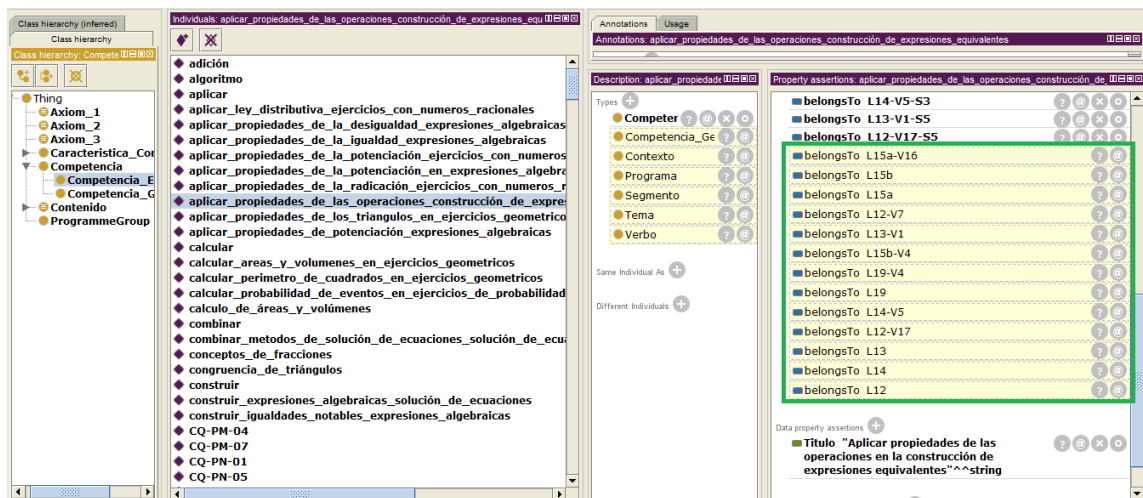 Class hierarchy (inferred)
Class hierarchy
Class hierarchy: Compete
Thing
Axiom_1
Axiom_2
Axiom_3
Caracteristica_Cor
Competencia
Competencia_E
Competencia_G
Contenido
ProgrammeGroup
Individuals: aplicar_propiedades_de_las_operaciones_construcción_de_expresiones_equ
adición
algoritmo
aplicar
aplicar_ley_distributiva_ejercicios_con_numeros_racionales
aplicar_propiedades_de_la_desigualdad_expresiones_algebraicas
aplicar_propiedades_de_la_igualdad_expresiones_algebraicas
aplicar_propiedades_de_la_potenciación_ejercicios_con_numeros
aplicar_propiedades_de_la_potenciación_en_expresiones_algebra
aplicar_propiedades_de_la_radicación_ejercicios_con_numeros_r
aplicar_propiedades_de_las_operaciones_construcción_de_expres
aplicar_propiedades_de_los_triangulos_en_ejercicios_geometrico
aplicar_propiedades_de_potenciación_expresiones_algebraicas
calcular
calcular_areas_y_volumenes_en_ejercicios_geometricos
calcular_perimetro_de_cuadrados_en_ejercicios_geometricos
calcular_probabilidad_de_eventos_en_ejercicios_de_probabilidad
calculo_de_áreas_y_volúmenes
combinar
combinar_metodos_de_solución_de_ecuaciones_solución_de_ecua
conceptos_de_fracciones
congruencia_de_triángulos
construir
construir_expresiones_algebraicas_solución_de_ecuaciones
construir_igualdades_notables_expresiones_algebraicas
CQ-PM-04
CQ-PM-07
CQ-PN-01
CQ-PN-05
Annotations
Usage
Annotations: aplicar_propiedades_de_las_operaciones_construcción_de_expresiones_equivalentes
Description: aplicar_propiedade
Types
Competer
Competencia_Ge
Contexto
Programa
Segmento
Tema
Verbo
Same Individual As
Different Individuals
Property assertions: aplicar_propiedades_de_las_operaciones_construcción_de_
belongsTo L14-V5-S3
belongsTo L13-V1-S5
belongsTo L12-V17-S5
belongsTo L15a-V16
belongsTo L15b
belongsTo L15a
belongsTo L12-V7
belongsTo L13-V1
belongsTo L15b-V4
belongsTo L19-V4
belongsTo L19
belongsTo L14-V5
belongsTo L12-V17
belongsTo L13
belongsTo L14
belongsTo L12
Data property assertions
Titulo "Aplicar propiedades de las
operaciones en la construcción de
expresiones equivalentes"^^string